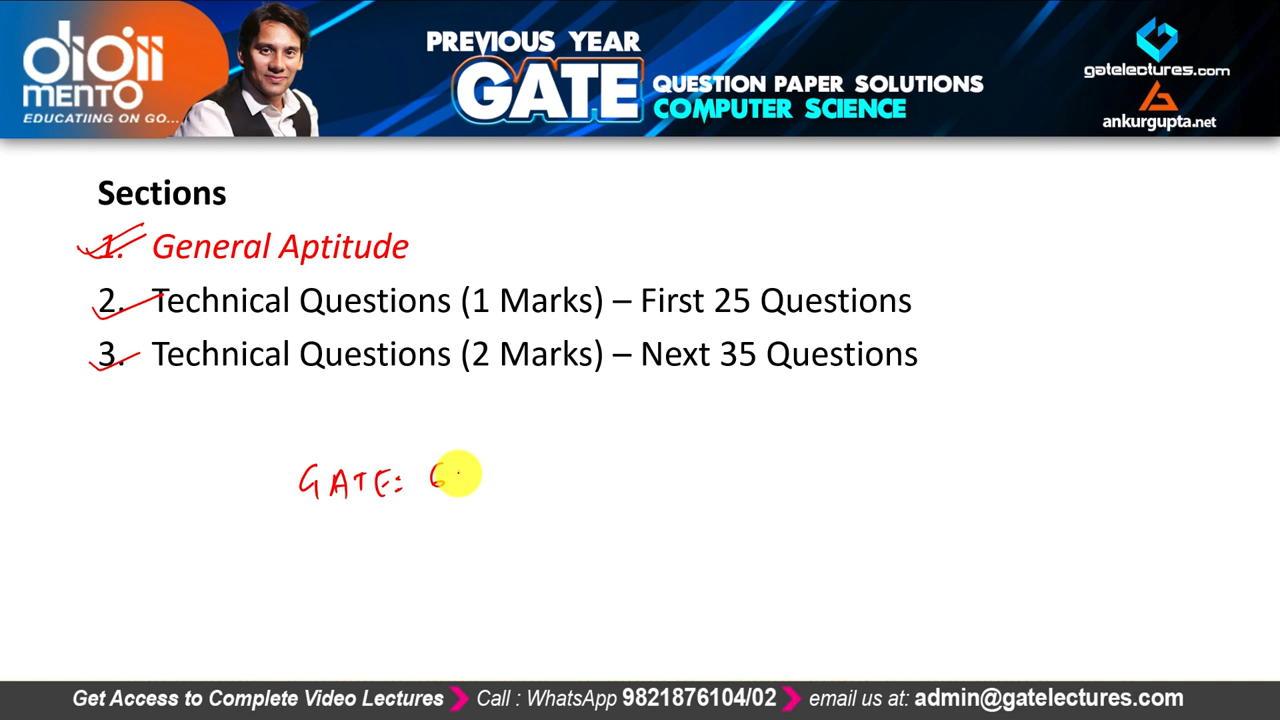 digii
MENTO
EDUCATIING ON GO...
PREVIOUS YEAR
GATE
QUESTION PAPER SOLUTIONS
COMPUTER SCIENCE
gatelectures.com
ankurgupta.net
Sections
1. General Aptitude
2. Technical Questions (1 Marks) – First 25 Questions
3. Technical Questions (2 Marks) – Next 35 Questions
GATE: 6
Get Access to Complete Video Lectures Call : WhatsApp 9821876104/02 email us at: admin@gatelectures.com